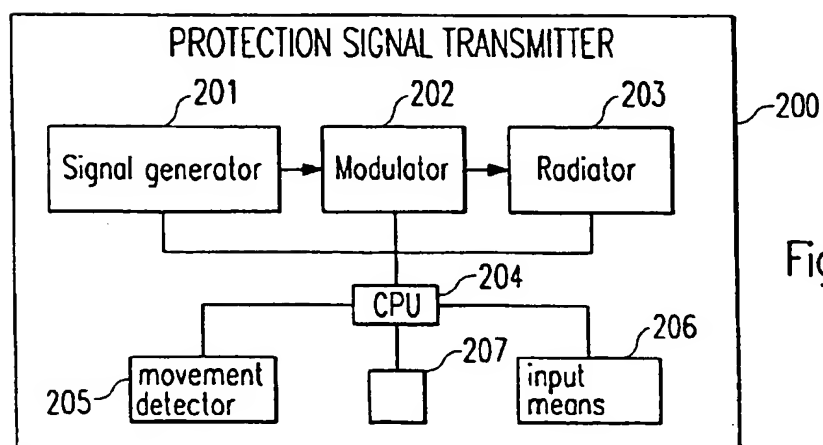 PROTECTION SIGNAL TRANSMITTER
201
202
203
200
Signal generator
Modulator
Radiator
Fig
204
CPU
207
206
205
movement
detector
input
means